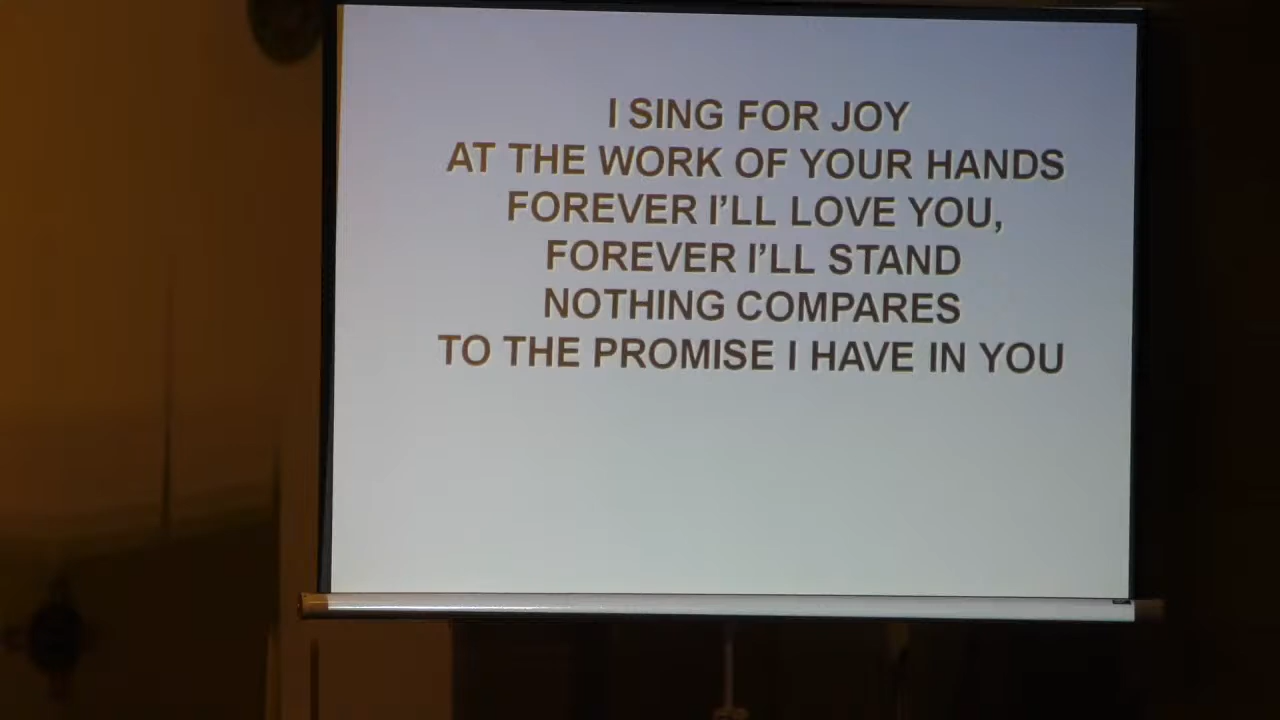 I SING FOR JOY
AT THE WORK OF YOUR HANDS
FOREVER I’LL LOVE YOU,
FOREVER I’LL STAND
NOTHING COMPARES
TO THE PROMISE I HAVE IN YOU